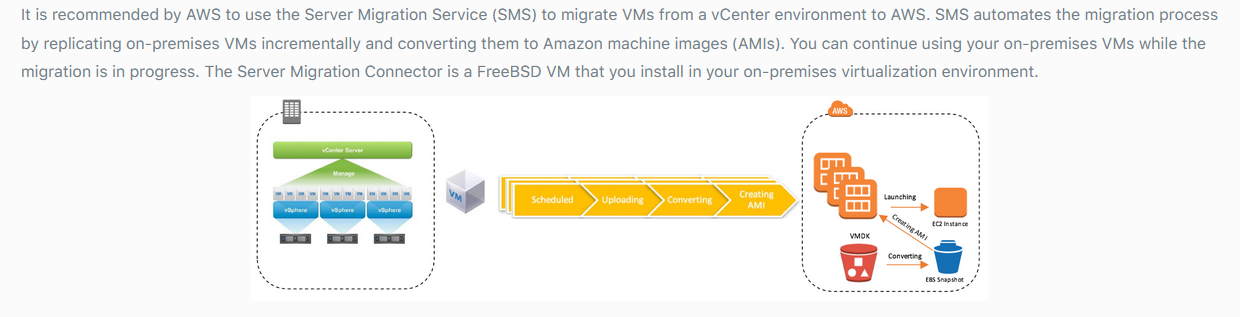 It is recommended by AWS to use the Server Migration Service (SMS) to migrate VMs from a vCenter environment to AWS. SMS automates the migration process
by replicating on-premises VMs incrementally and converting them to Amazon machine images (AMIs). You can continue using your on-premises VMs while the
migration is in progress. The Server Migration Connector is a FreeBSD VM that you install in your on-premises virtualization environment.
AWS
vCenter Server
Manage
VM VM VM VM VM VM VM VM VM VM VM VM
vSphere vSphere vSphere
VM
Scheduled Uploading Converting Creating
AMI
Launching
EC2 Instance
Creating AMI
VMDK
Converting
EBS Snapshot